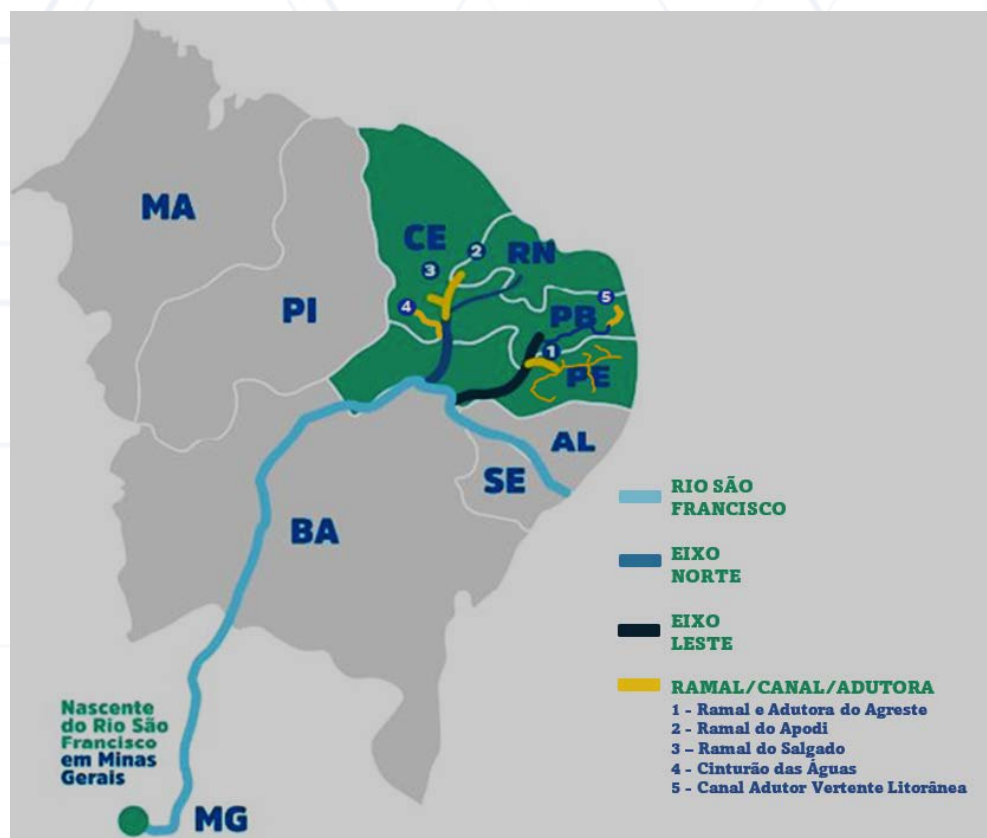 MA
CE
2
RN
3
4
5
PI
PB
1
PE
AL
SE
BA
RIO SÃO
FRANCISCO
EIXO
NORTE
EIXO
LESTE
RAMAL/CANAL/ADUTORA
1 - Ramal e Adutora do Agreste
2 - Ramal do Apodi
3 – Ramal do Salgado
4 - Cinturão das Águas
5 - Canal Adutor Vertente Litorânea
Nascente
do Rio São
Francisco
em Minas
Gerais
MG